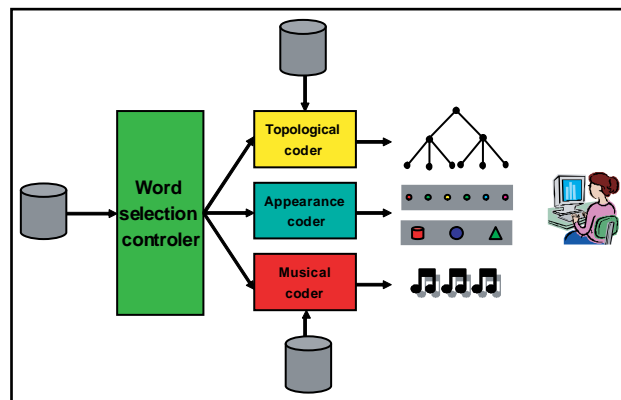 Word
selection
controler
Topological
coder
Appearance
coder
Musical
coder